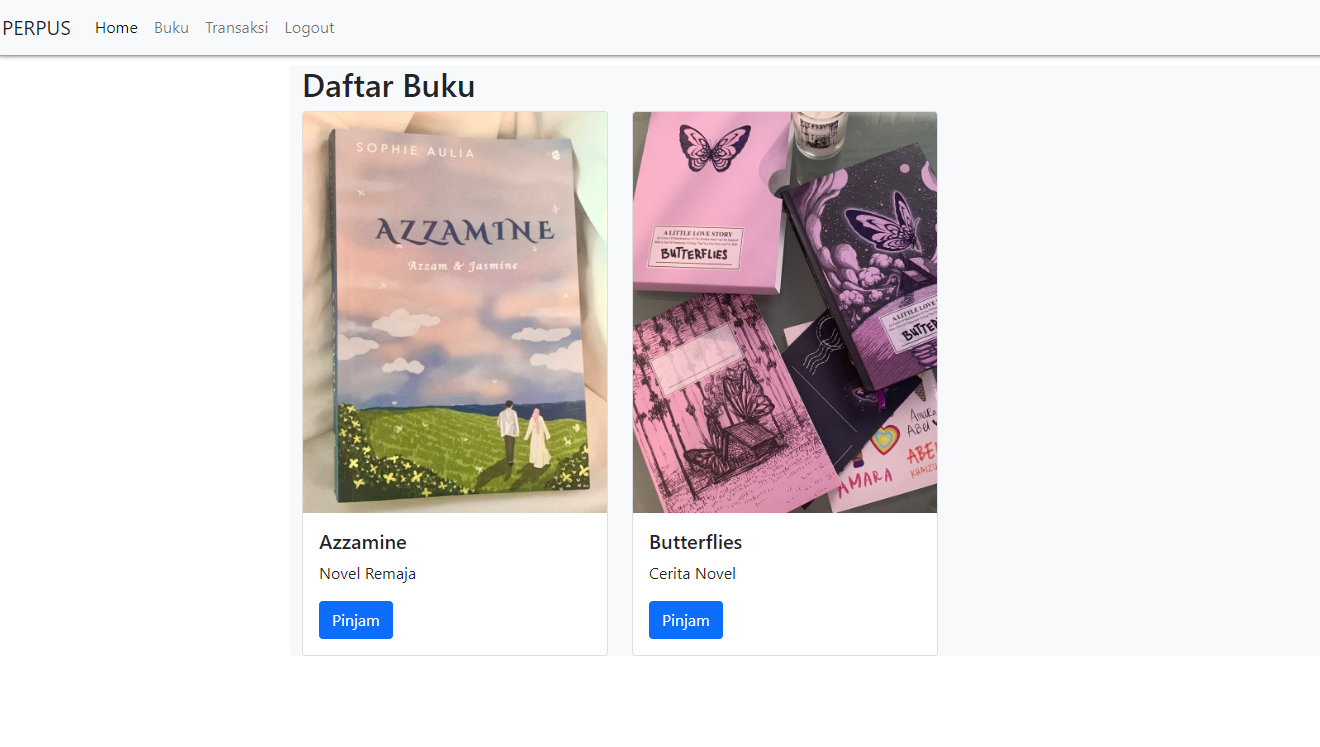 PERPUS Home Buku Transaksi Logout
Daftar Buku
SOPHIE AULIA
AZZAMINE
Azzam & Jasmine
A LITTLE LOVE STORY
BUTTERFLIES
A LITTLE LOVE
AMARA
ABEL
Azzamine
Novel Remaja
Pinjam
Butterflies
Cerita Novel
Pinjam